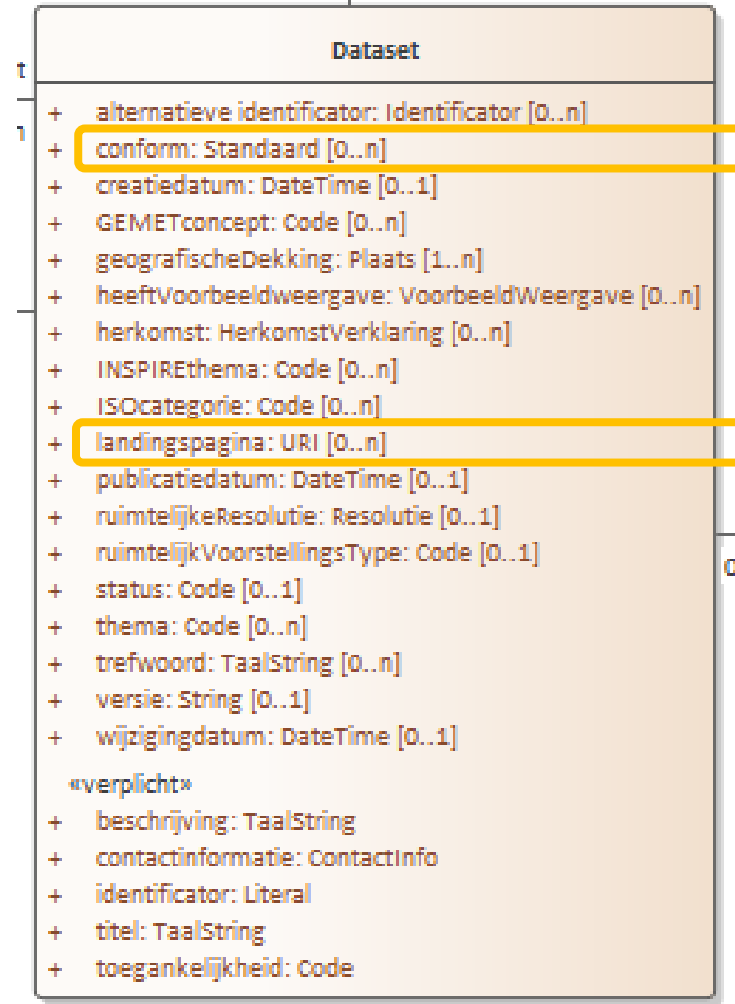 Dataset
+ alternatieve identificator: Identificator [0..n]
+ conform: Standaard [0..n]
+ creatiedatum: DateTime [0..1]
+ GEMETconcept: Code [0..n]
+ geografischeDekking: Plaats [1..n]
+ heeftVoorbeeldweergave: VoorbeeldWeergave [0..n]
+ herkomst: HerkomstVerklaring [0..n]
+ INSPIREthema: Code [0..n]
+ ISOcategorie: Code [0..n]
+ landingspagina: URI [0..n]
+ publicatiedatum: DateTime [0..1]
+ ruimtelijkeResolutie: Resolutie [0..1]
+ ruimtelijkVoorstellingsType: Code [0..1]
+ status: Code [0..1]
+ thema: Code [0..n]
+ trefwoord: TaalString [0..n]
+ versie: String [0..1]
+ wijzigingdatum: DateTime [0..1]
«verplicht»
+ beschrijving: TaalString
+ contactinformatie: ContactInfo
+ identificator: Literal
+ titel: TaalString
+ toegankelijkheid: Code